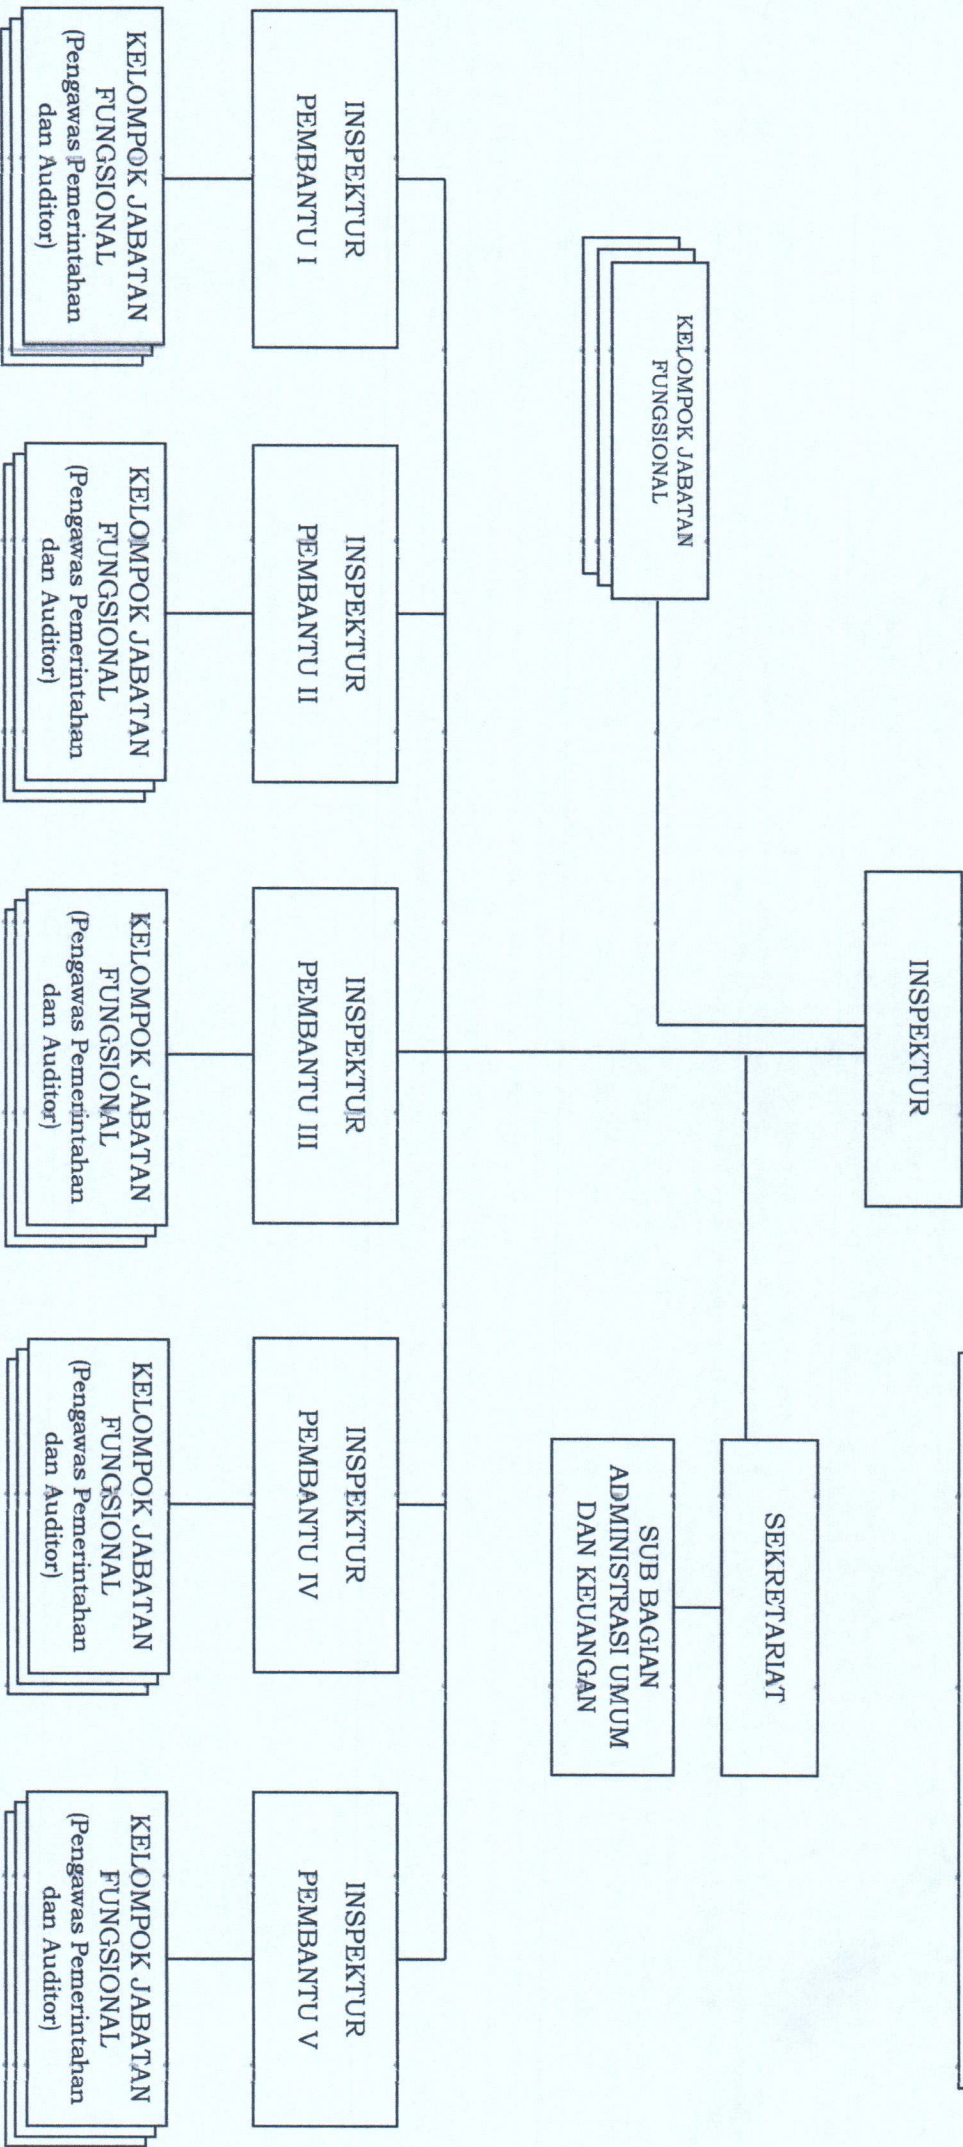 INSPEKTUR
SEKRETARIAT
SUB BAGIAN
ADMINISTRASI UMUM
DAN KEUANGAN
KELOMPOK JABATAN
FUNGSIONAL
INSPEKTUR
PEMBANTU I
INSPEKTUR
PEMBANTU II
INSPEKTUR
PEMBANTU III
INSPEKTUR
PEMBANTU IV
INSPEKTUR
PEMBANTU V
KELOMPOK JABATAN
FUNGSIONAL
(Pengawas Pemerintahan
dan Auditor)
KELOMPOK JABATAN
FUNGSIONAL
(Pengawas Pemerintahan
dan Auditor)
KELOMPOK JABATAN
FUNGSIONAL
(Pengawas Pemerintahan
dan Auditor)
KELOMPOK JABATAN
FUNGSIONAL
(Pengawas Pemerintahan
dan Auditor)
KELOMPOK JABATAN
FUNGSIONAL
(Pengawas Pemerintahan
dan Auditor)